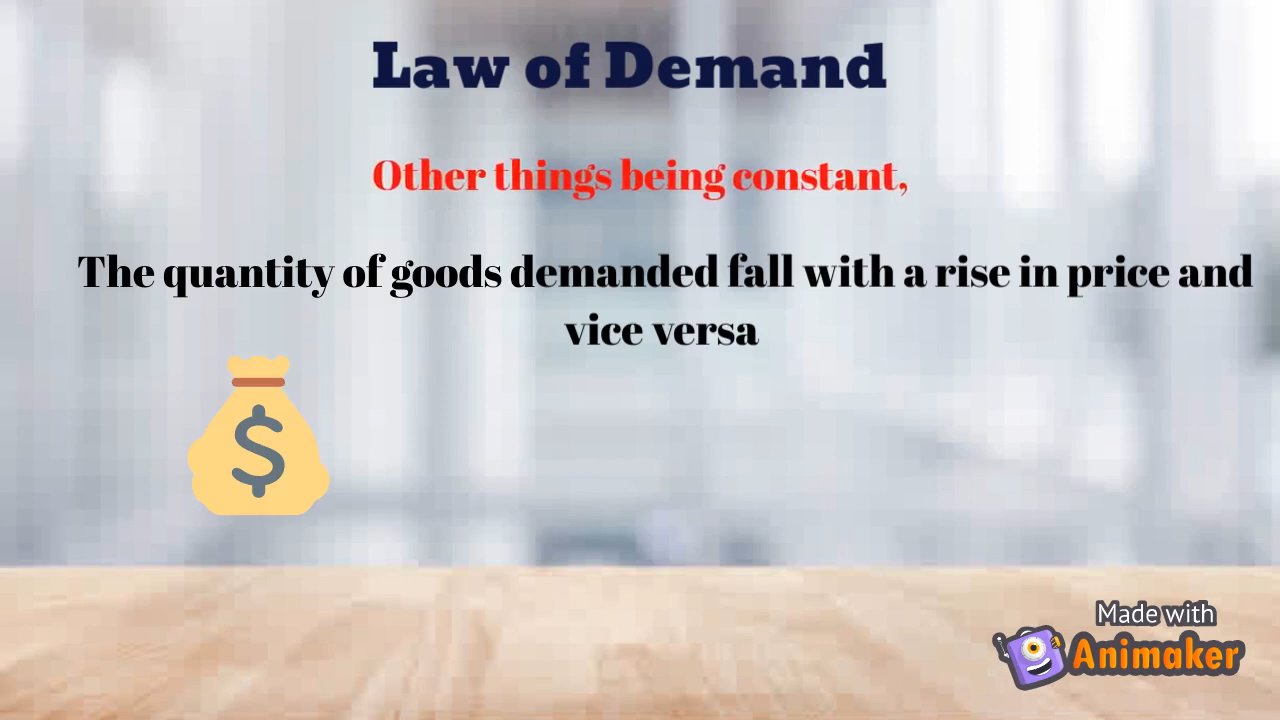 Law of Demand
Other things being constant,
The quantity of goods demanded fall with a rise in price and
vice versa
$
Made with
Animaker